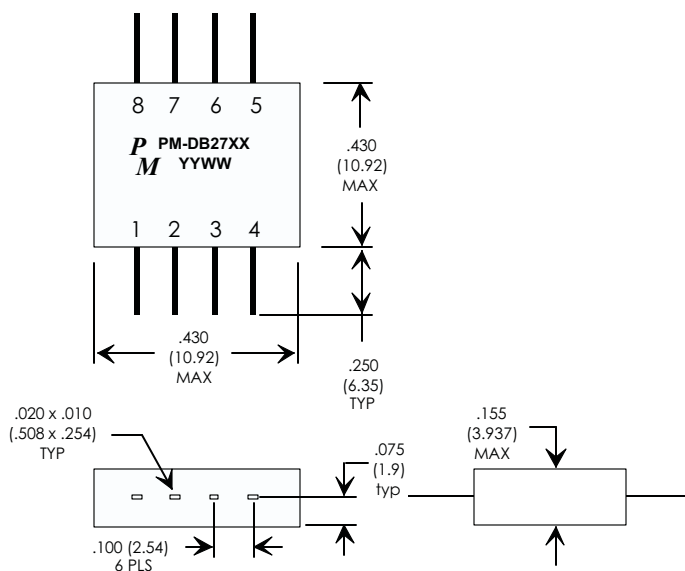 8 7 6 5
P PM-DB27XX
M YYWW
1 2 3 4
.430
(10.92)
MAX
.430
(10.92)
MAX
.250
(6.35)
TYP
.020 x .010
(.508 x .254)
TYP
.075
(1.9)
typ
.155
(3.937)
MAX
.100 (2.54)
6 PLS